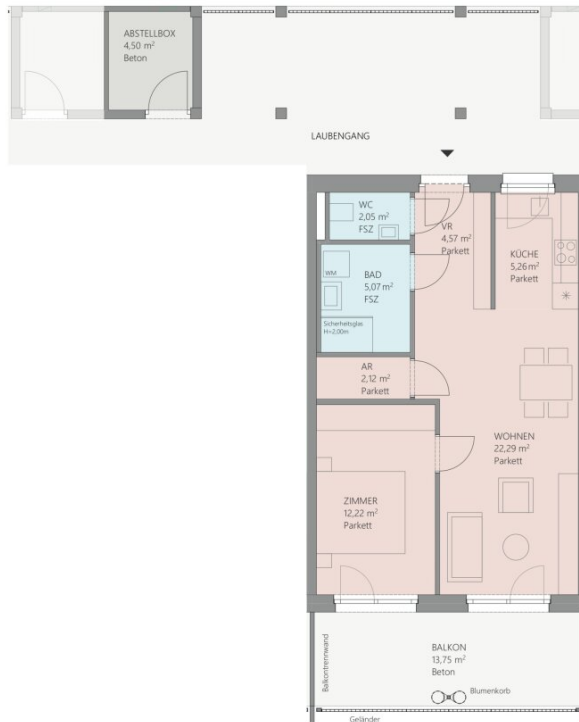 ABSTELLBOX
4,50 m²
Beton
LAUBENGANG
WC
2,05 m²
FSZ
VR
4,57 m²
Parkett
KÜCHE
5,26 m²
Parkett
BAD
5,07 m²
FSZ
WM
Sicherheitsglas
H=2,00m
AR
2,12 m²
Parkett
WOHNEN
22,29 m²
Parkett
ZIMMER
12,22 m²
Parkett
Balkontrennwand
BALKON
13,75 m²
Beton
Blumenkorb
Geländer